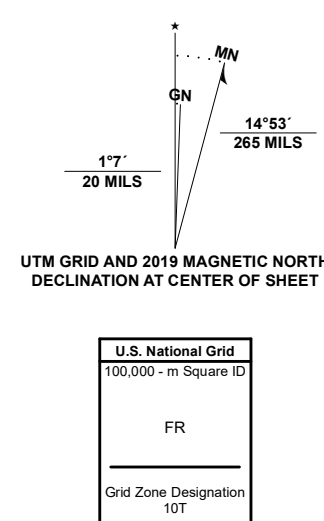 ★
MN
GN
14°53´
265 MILS
1°7´
20 MILS
UTM GRID AND 2019 MAGNETIC NORTH
DECLINATION AT CENTER OF SHEET
U.S. National Grid
100,000 - m Square ID
FR
Grid Zone Designation
10T